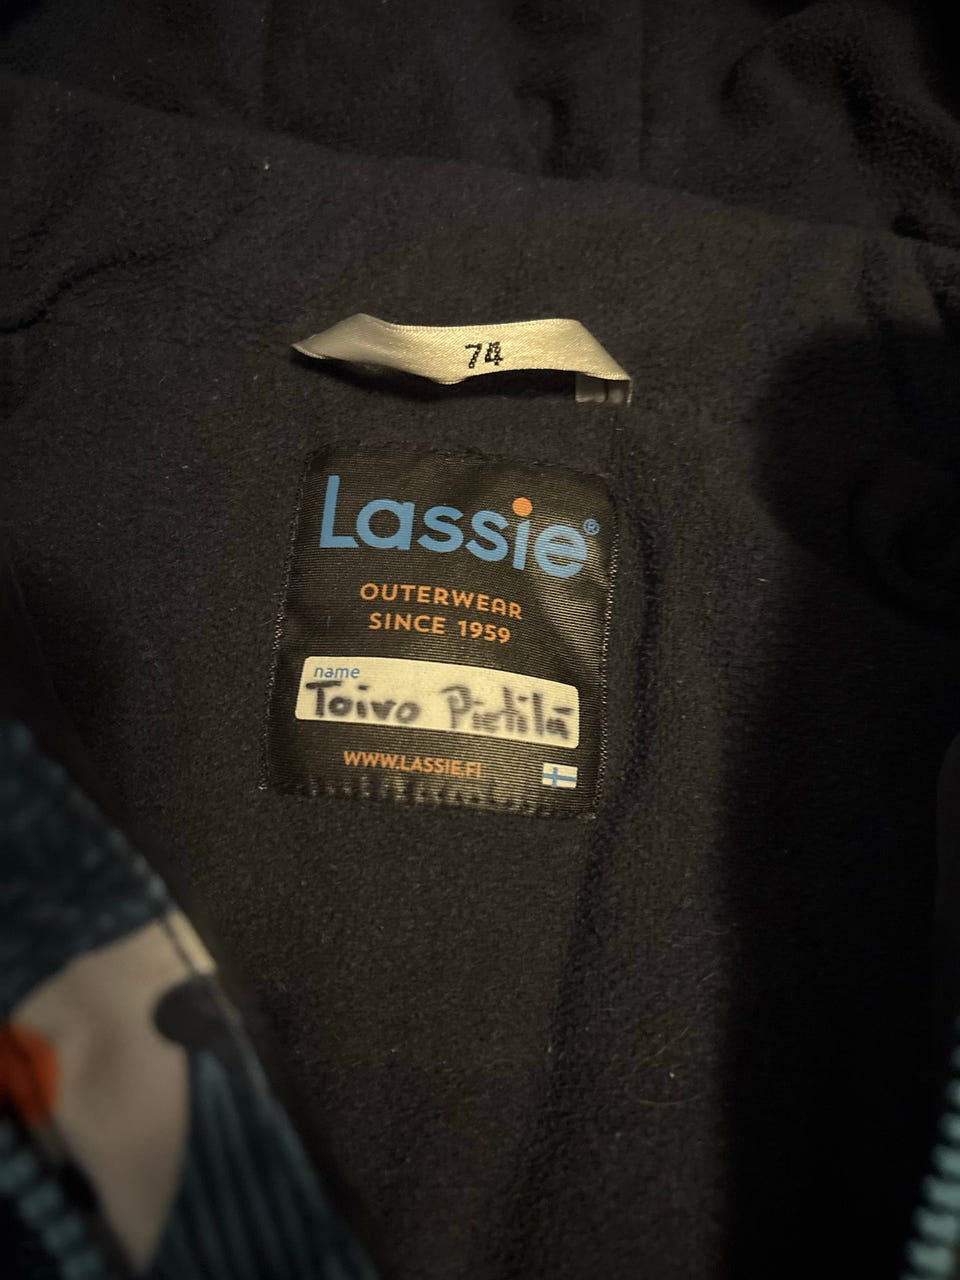 74
Lassie®
OUTERWEAR
SINCE 1959
name
Toivo Pietilä
WWW.LASSIE.FI